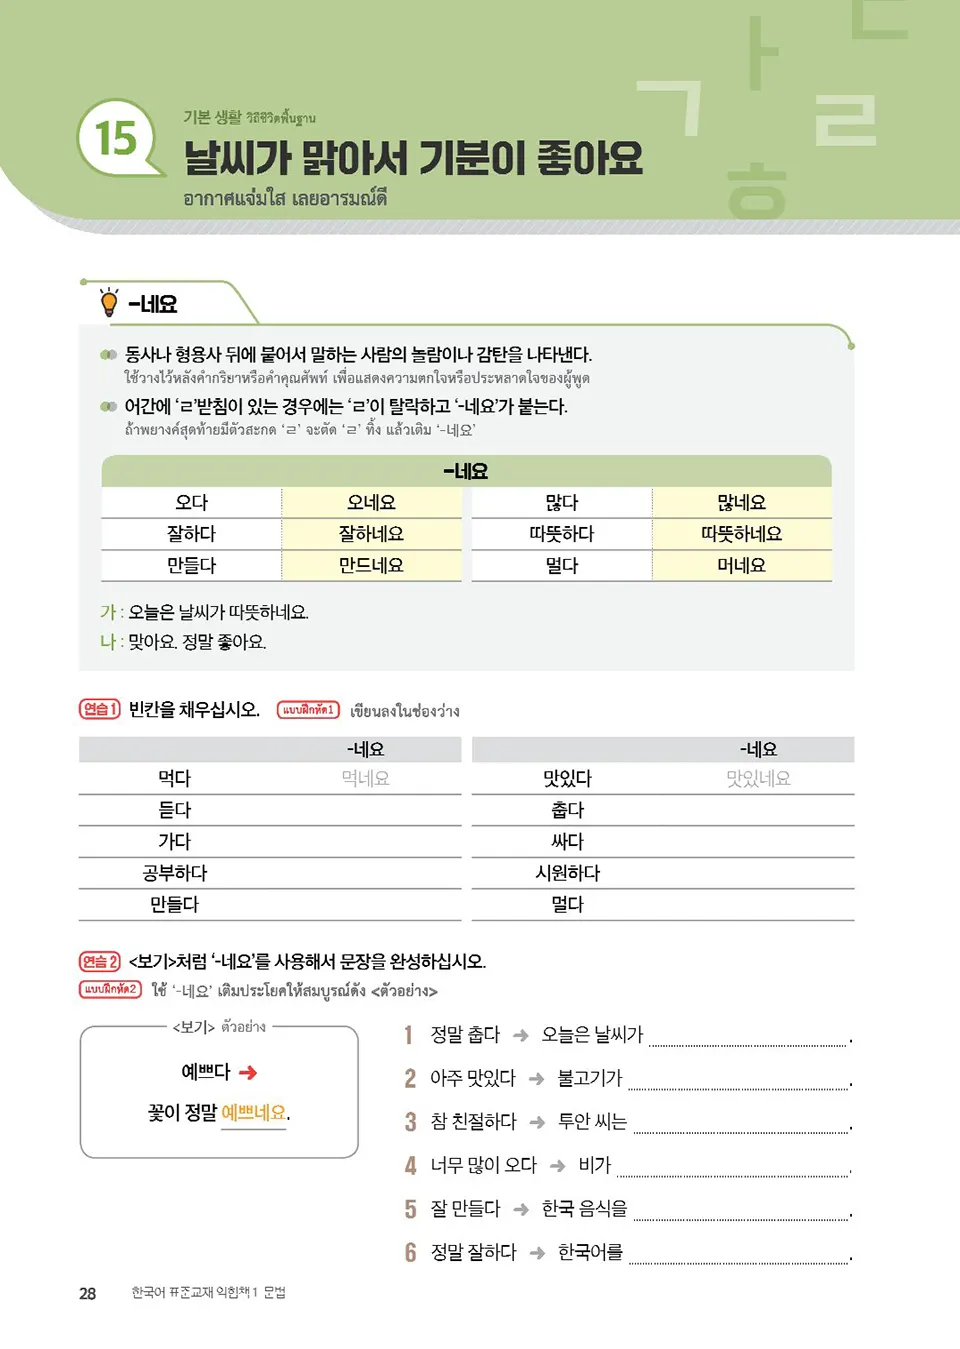 15
기본 생활 วิถีชีวิตพื้นฐาน
날씨가 맑아서 기분이 좋아요
อากาศแจ่มใส เลยอารมณ์ดี
ㄱ ㅏ ㄷ ㄹ ㅎ
-네요
동사나 형용사 뒤에 붙어서 말하는 사람의 놀람이나 감탄을 나타낸다.
ใช้วางไว้หลังคำกริยาหรือคำคุณศัพท์ เพื่อแสดงความตกใจหรือประหลาดใจของผู้พูด
어간에 ‘ㄹ’받침이 있는 경우에는 ‘ㄹ’이 탈락하고 ‘-네요’가 붙는다.
ถ้าพยางค์สุดท้ายมีตัวสะกด ‘ㄹ’ จะตัด ‘ㄹ’ ทิ้ง แล้วเติม ‘-네요’
-네요
오다 오네요 많다 많네요
잘하다 잘하네요 따뜻하다 따뜻하네요
만들다 만드네요 멀다 머네요
가 : 오늘은 날씨가 따뜻하네요.
나 : 맞아요. 정말 좋아요.
연습 1 빈칸을 채우십시오. แบบฝึกหัด1 เขียนลงในช่องว่าง
-네요 -네요
먹다 먹네요 맛있다 맛있네요
듣다 춥다
가다 싸다
공부하다 시원하다
만들다 멀다
연습 2 <보기>처럼 ‘-네요’를 사용해서 문장을 완성하십시오.
แบบฝึกหัด2 ใช้ ‘-네요’ เติมประโยคให้สมบูรณ์ดัง <ตัวอย่าง>
<보기> ตัวอย่าง
예쁘다 ➜
꽃이 정말 예쁘네요.
1 정말 춥다 ➜ 오늘은 날씨가 .
2 아주 맛있다 ➜ 불고기가 .
3 참 친절하다 ➜ 투안 씨는 .
4 너무 많이 오다 ➜ 비가 .
5 잘 만들다 ➜ 한국 음식을 .
6 정말 잘하다 ➜ 한국어를 .
28 한국어 표준교재 익힘책 1 문법